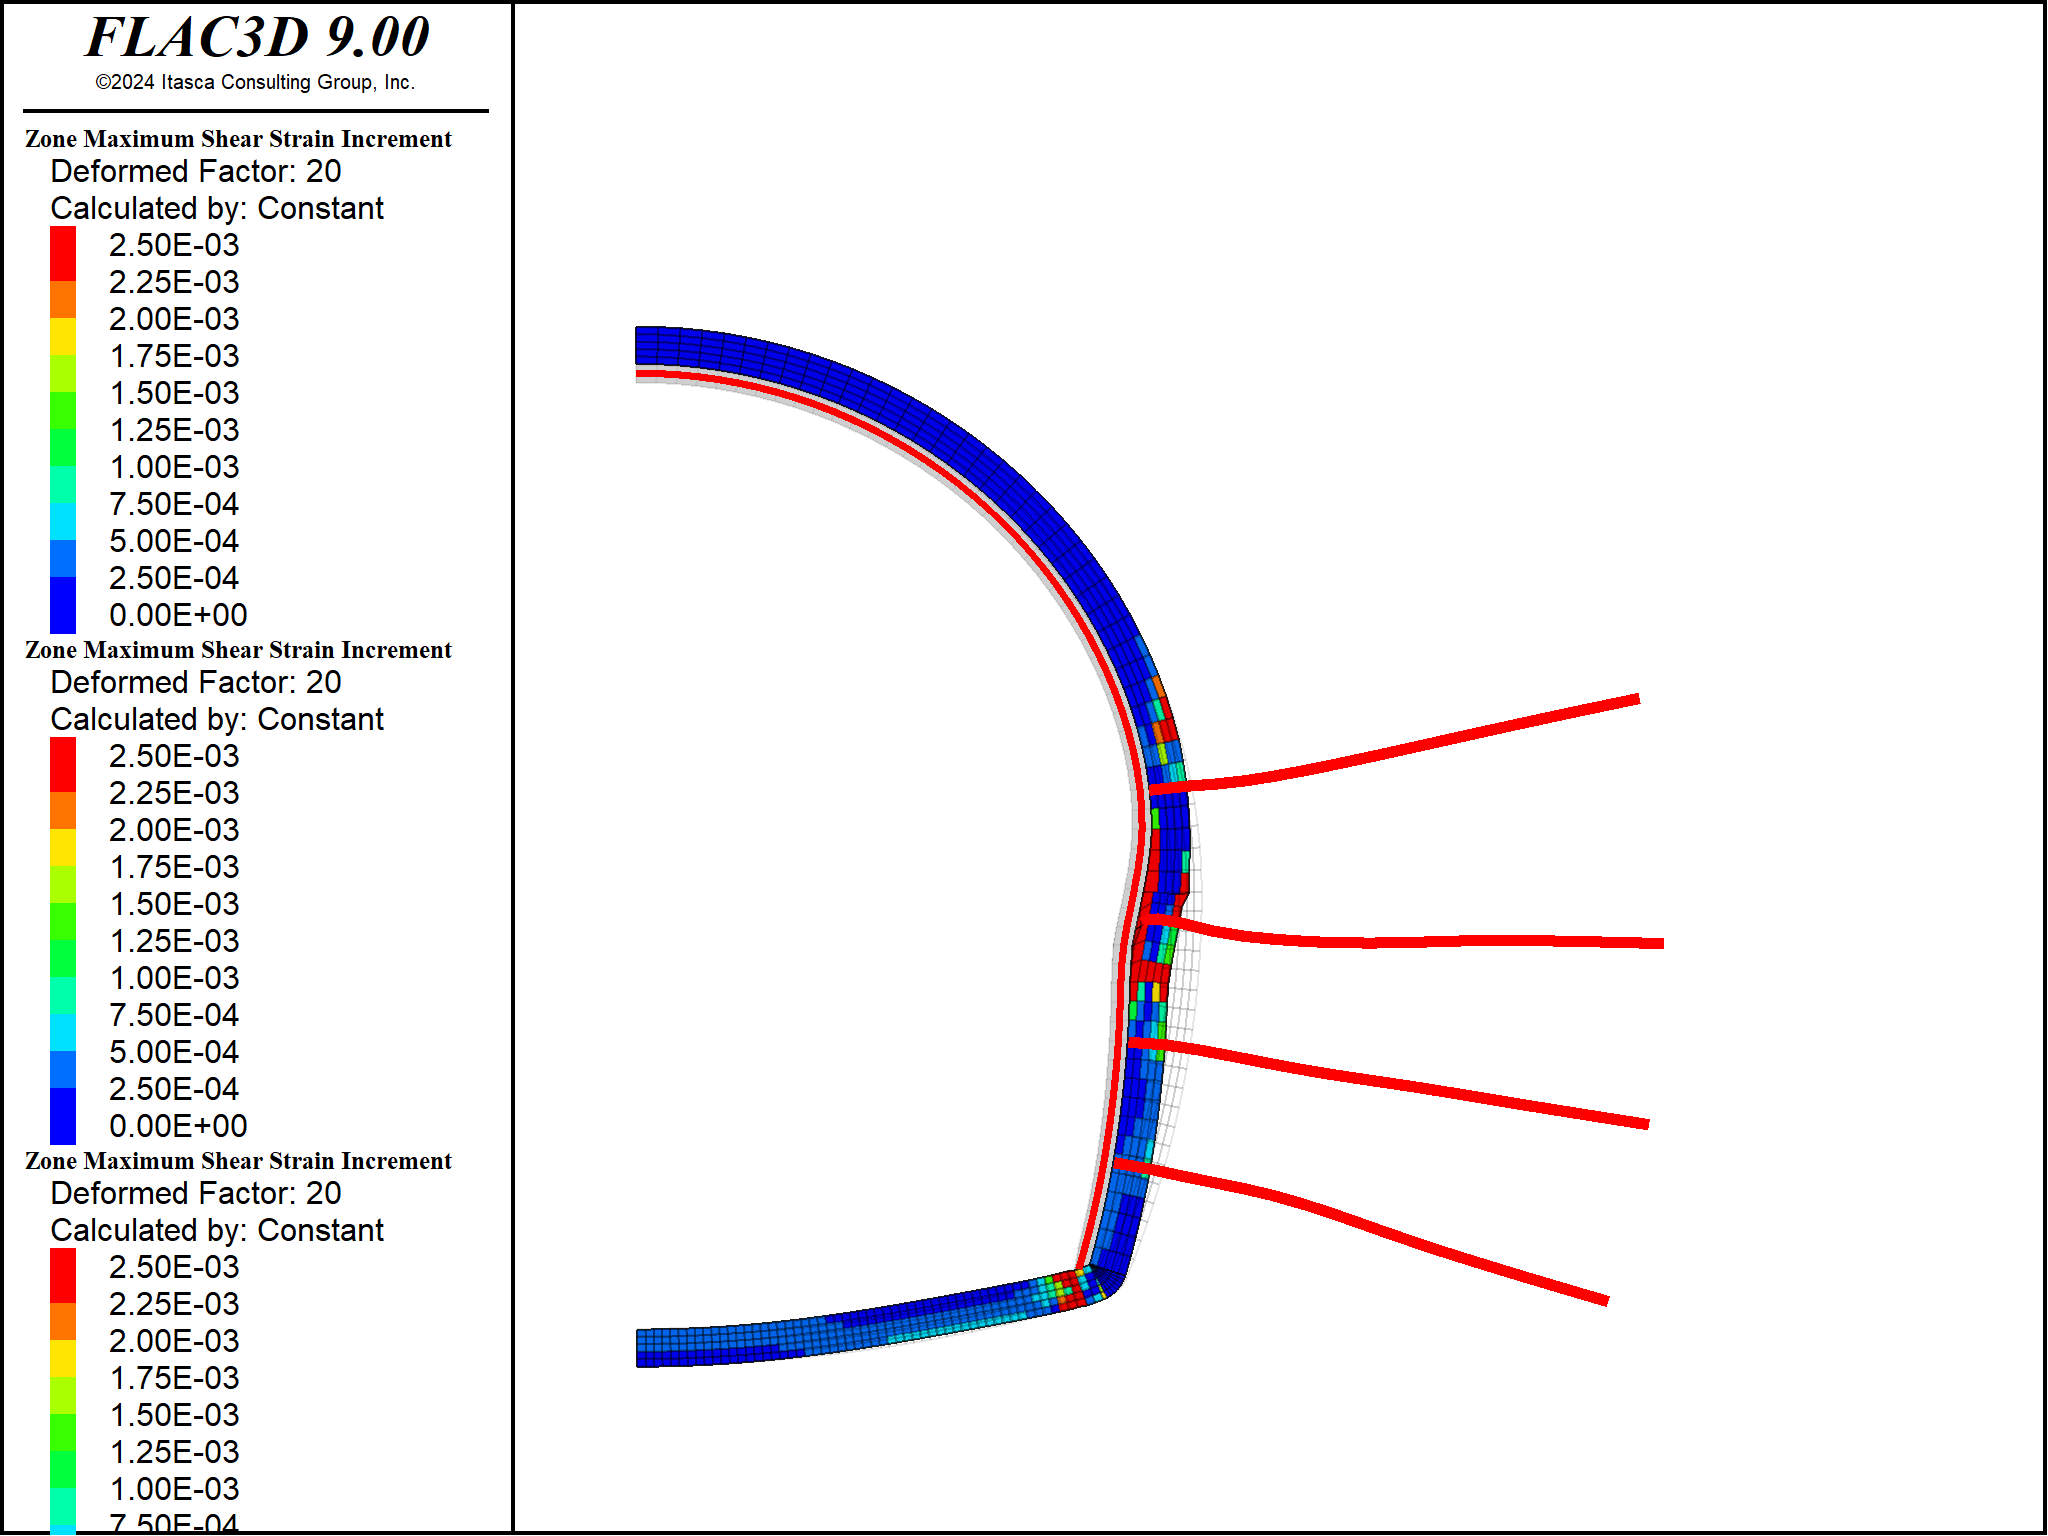 FLAC3D 9.00
©2024 Itasca Consulting Group, Inc.
Zone Maximum Shear Strain Increment
Deformed Factor: 20
Calculated by: Constant
2.50E-03
2.25E-03
2.00E-03
1.75E-03
1.50E-03
1.25E-03
1.00E-03
7.50E-04
5.00E-04
2.50E-04
0.00E+00
Zone Maximum Shear Strain Increment
Deformed Factor: 20
Calculated by: Constant
2.50E-03
2.25E-03
2.00E-03
1.75E-03
1.50E-03
1.25E-03
1.00E-03
7.50E-04
5.00E-04
2.50E-04
0.00E+00
Zone Maximum Shear Strain Increment
Deformed Factor: 20
Calculated by: Constant
2.50E-03
2.25E-03
2.00E-03
1.75E-03
1.50E-03
1.25E-03
1.00E-03
7.50E-04